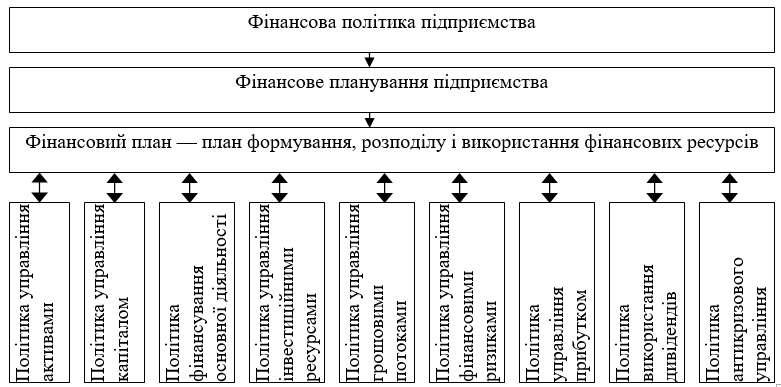 Фінансова політика підприємства
Фінансове планування підприємства
Фінансовий план — план формування, розподілу і використання фінансових ресурсів
Політика управління
активами
Політика управління
капіталом
Політика
фінансування
основної діяльності
Політика управління
інвестиційними
ресурсами
Політика управління
грошовими
потоками
Політика управління
фінансовими
ризиками
Політика
управління
прибутком
Політика
використання
дивідендів
Політика
антикризового
управління